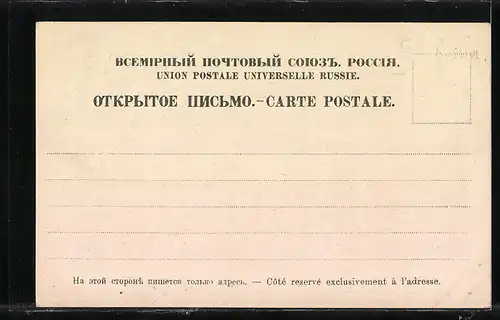 ВСЕМІРНЫЙ ПОЧТОВЫЙ СОЮЗЪ. РОССІЯ.
UNION POSTALE UNIVERSELLE RUSSIE.
ОТКРЫТОЕ ПИСЬМО.–CARTE POSTALE.
На этой сторонѣ пишется только адресъ. — Côté reservé exclusivement à l'adresse.